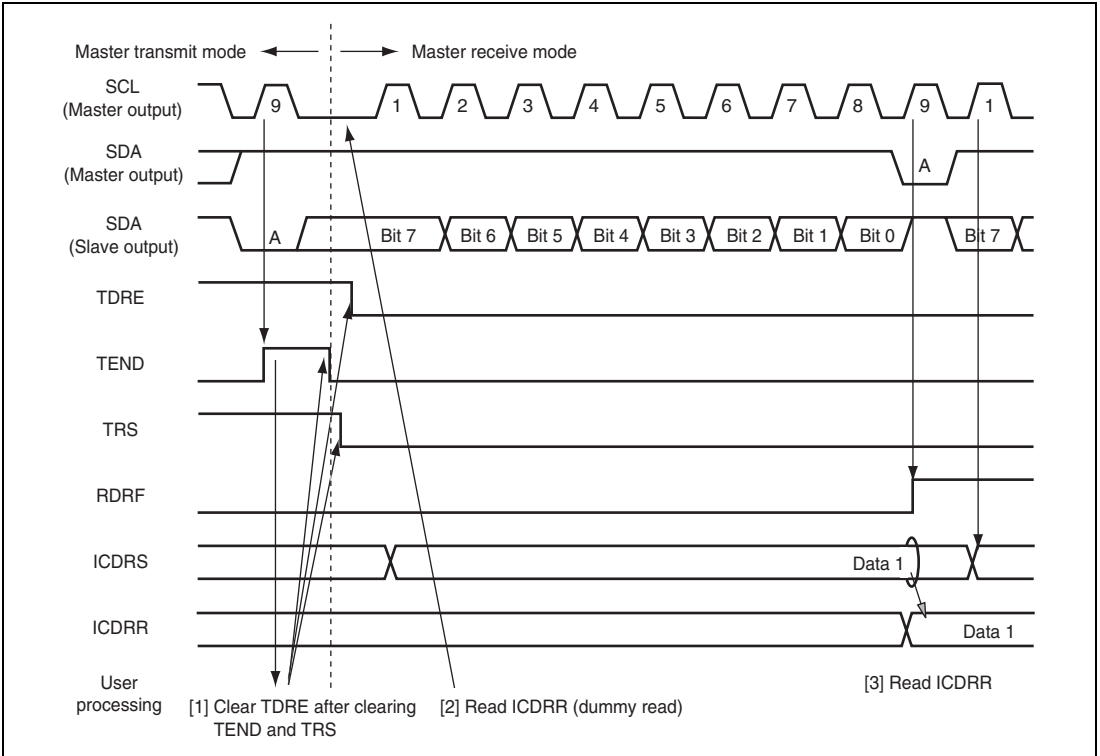 Master transmit mode
Master receive mode
SCL
(Master output)
9
1
2
3
4
5
6
7
8
9
1
SDA
(Master output)
A
SDA
(Slave output)
A
Bit 7
Bit 6
Bit 5
Bit 4
Bit 3
Bit 2
Bit 1
Bit 0
Bit 7
TDRE
TEND
TRS
RDRF
ICDRS
Data 1
ICDRR
Data 1
User
processing
[1] Clear TDRE after clearing
TEND and TRS
[2] Read ICDRR (dummy read)
[3] Read ICDRR